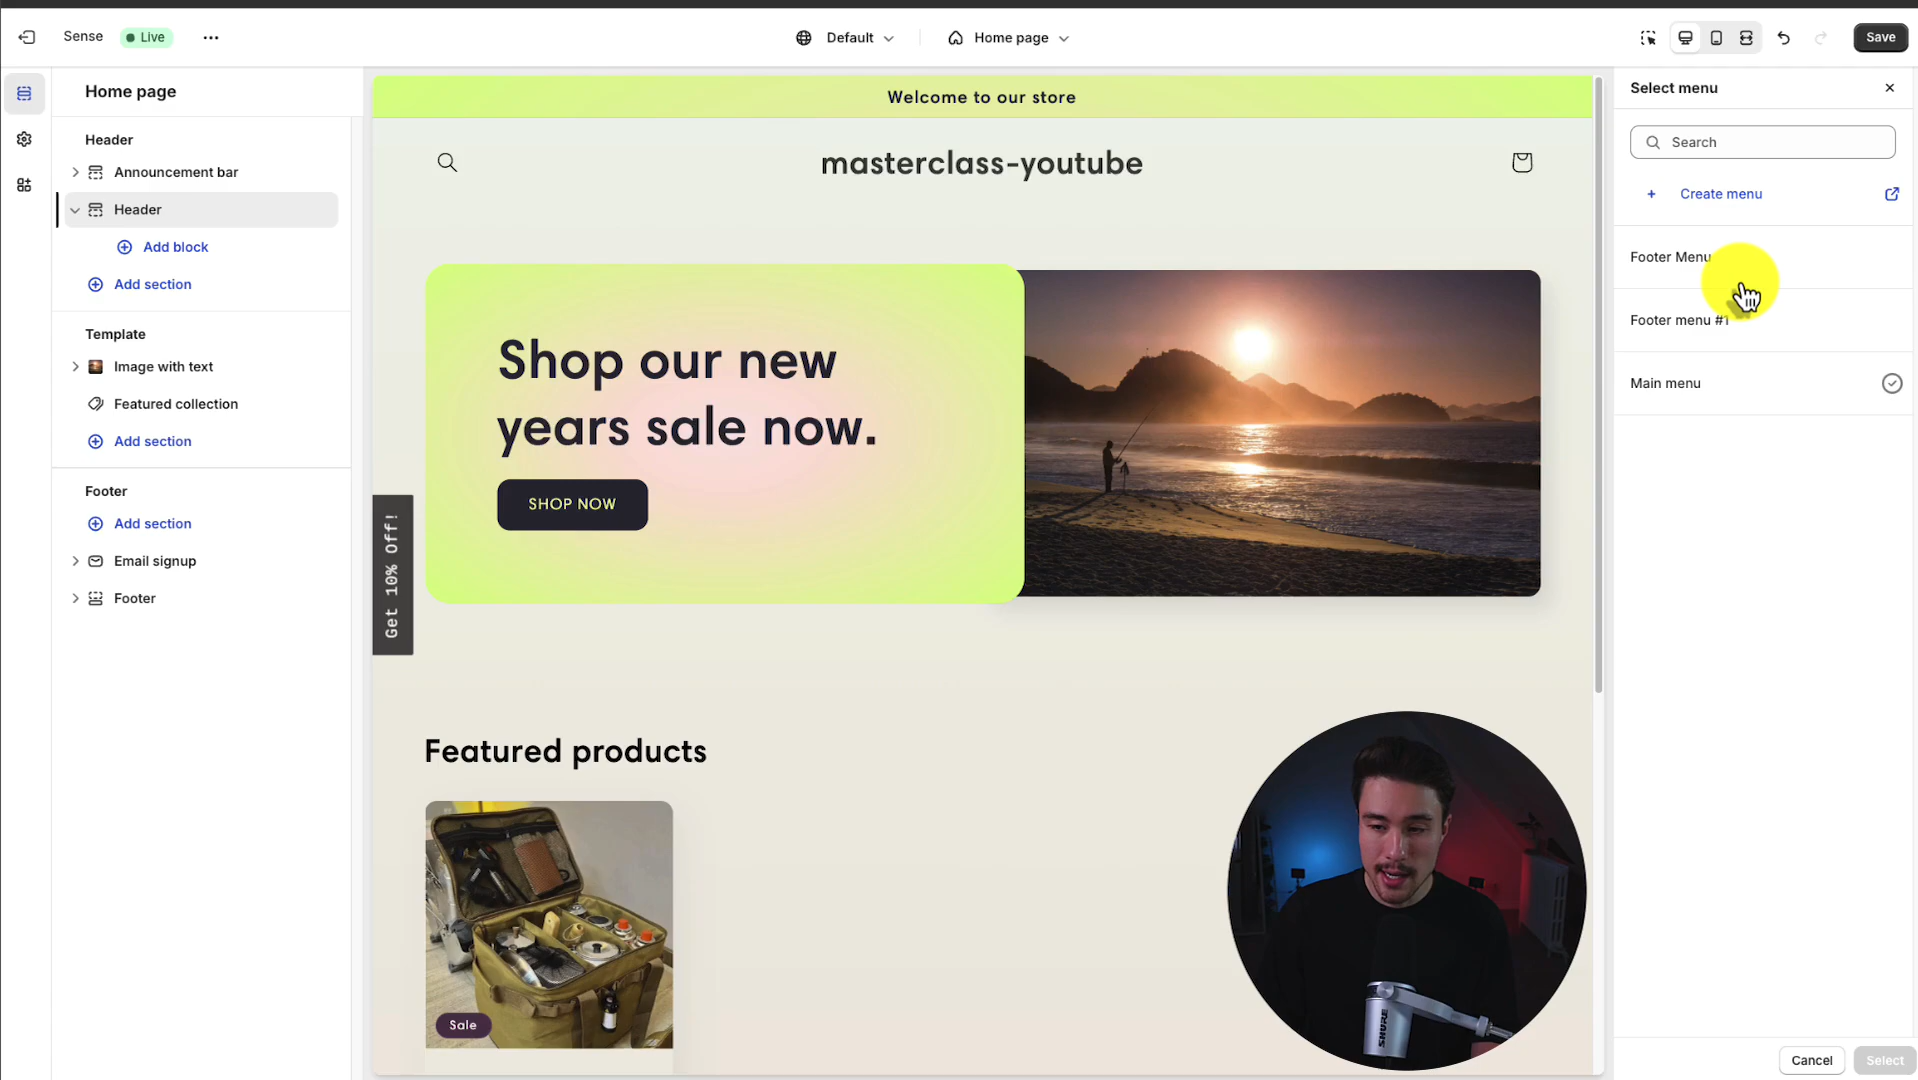 Sense
Live
Default
Home page
Save
Home page
Header
Announcement bar
Header
Add block
Add section
Template
Image with text
Featured collection
Add section
Footer
Add section
Email signup
Footer
Welcome to our store
masterclass-youtube
Shop our new
years sale now.
SHOP NOW
Get 10% Off!
Featured products
Sale
SHURE
Select menu
Search
Create menu
Footer Menu
Footer menu #1
Main menu
Cancel
Select